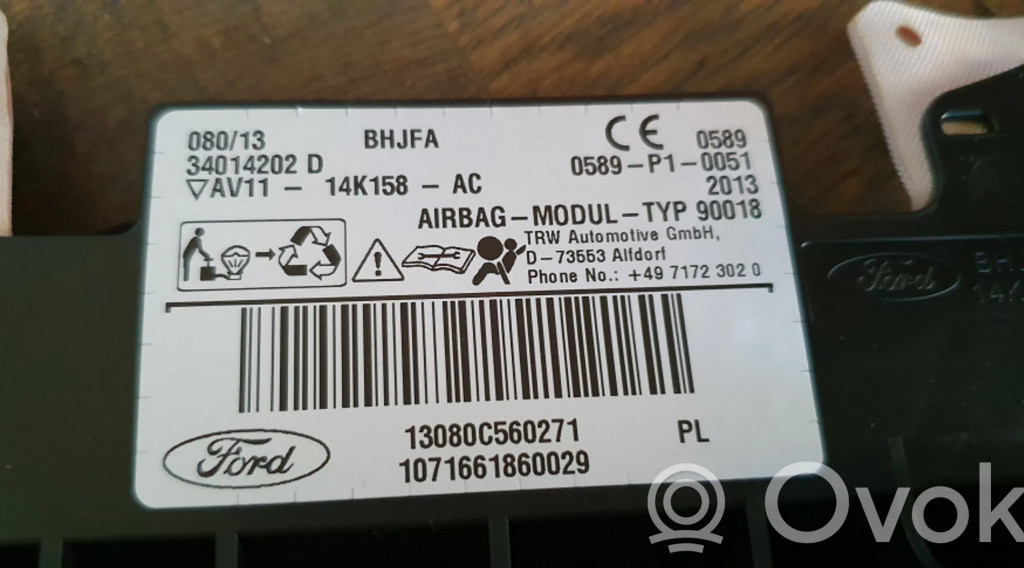 080/13 BHJFA CE 0589
34014202 D 0589-P1-0051
▽AV11 - 14K158 - AC 2013
AIRBAG-MODUL-TYP 90018
TRW Automotive GmbH,
D-73553 Alfdorf
Phone No.: +49 7172 302 0
Ford
13080C560271 PL
1071661860029
Ford
Ovok